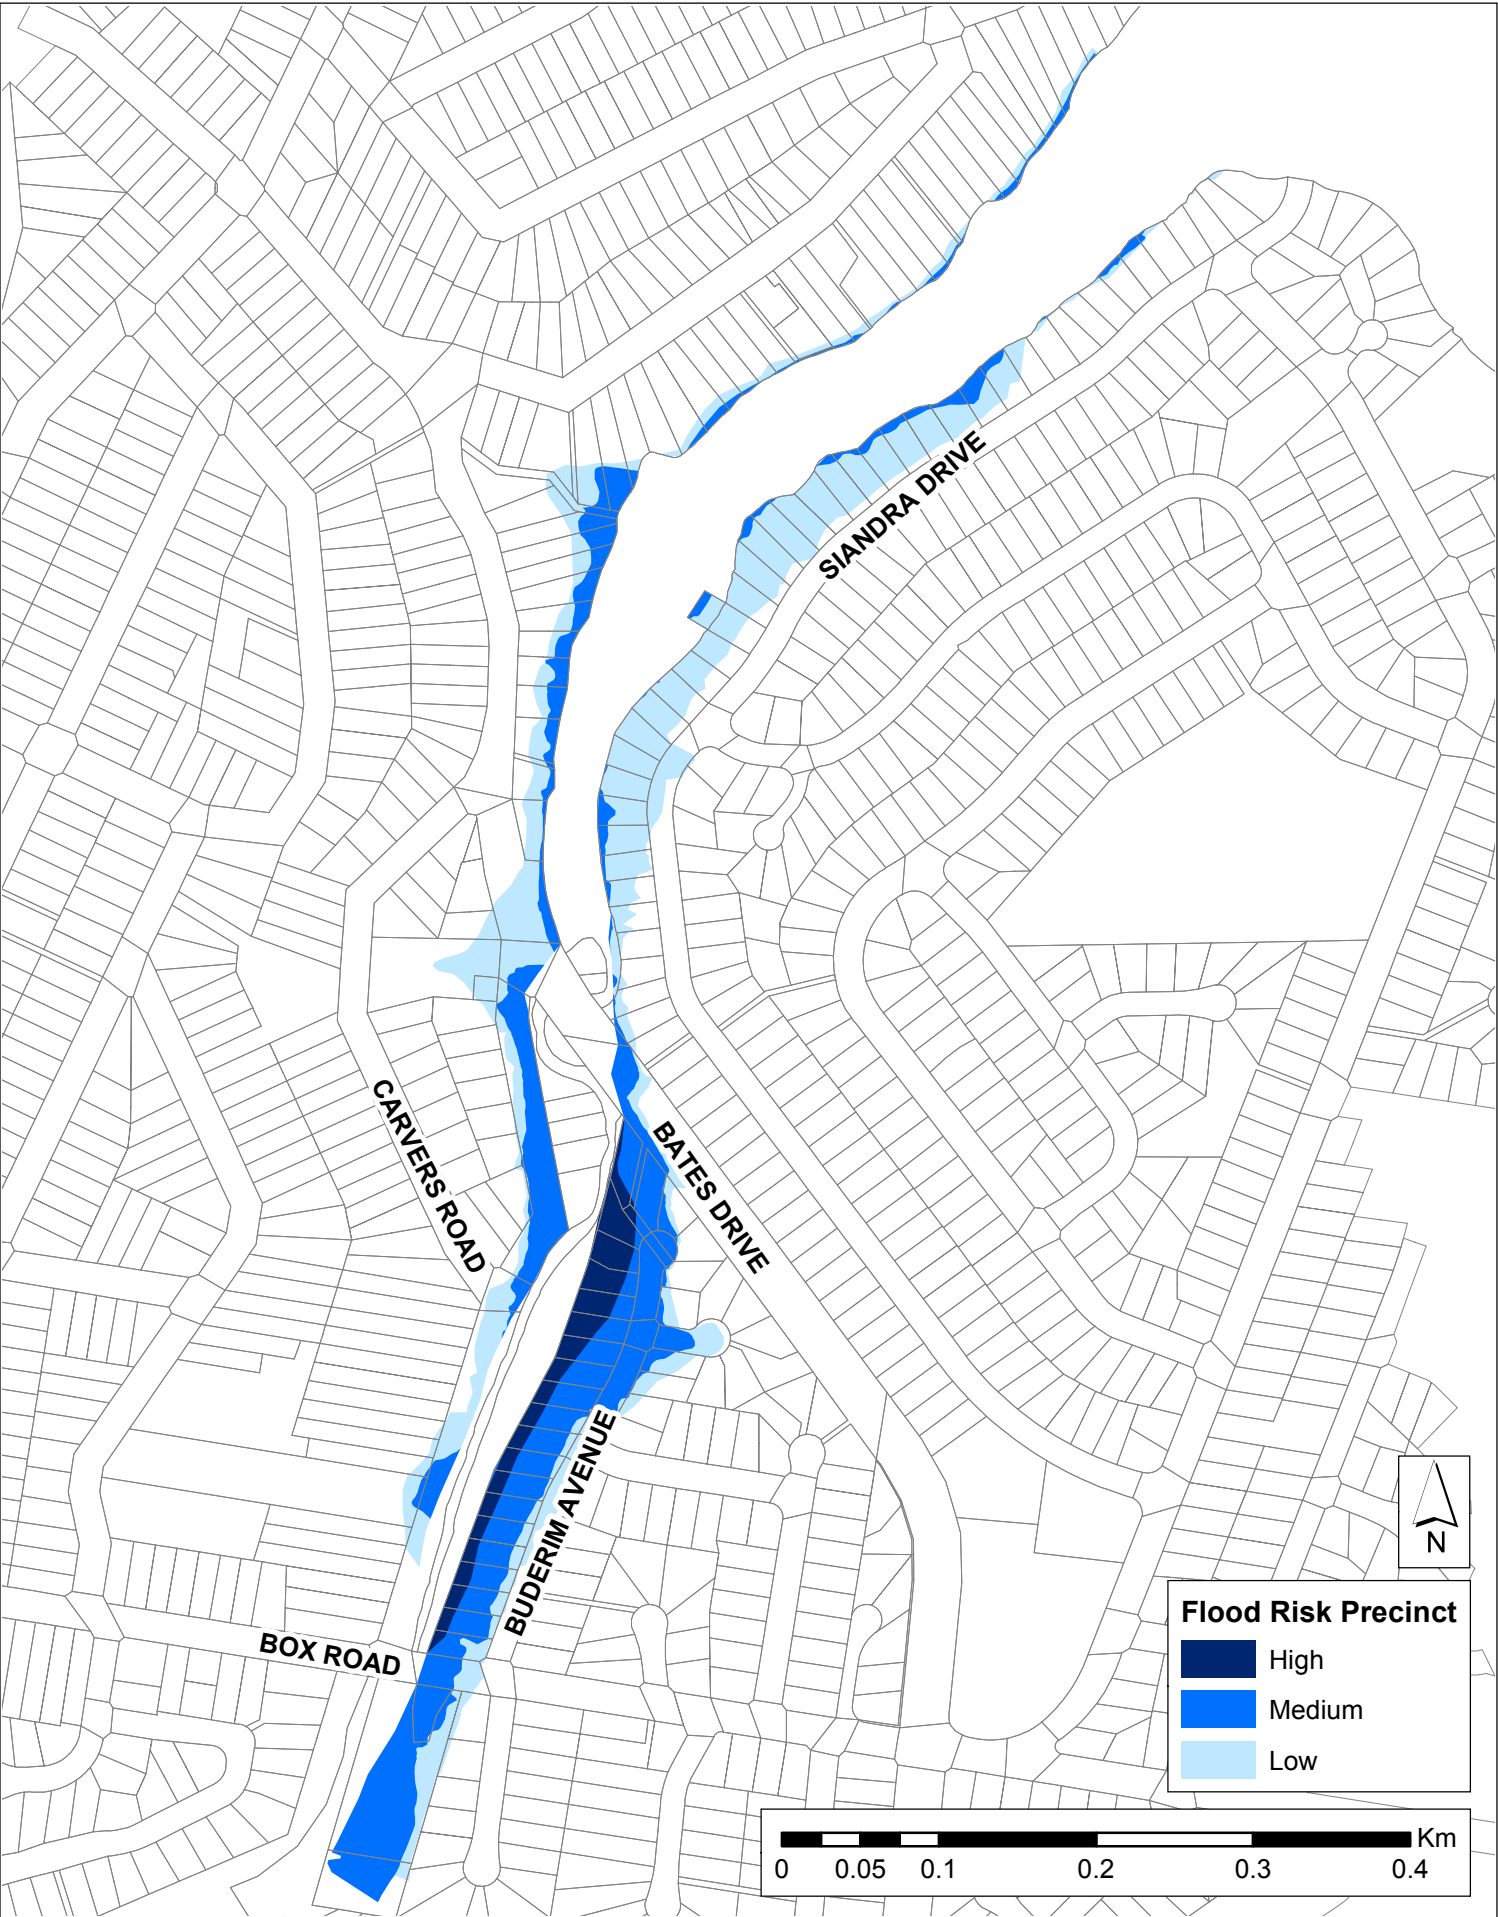 SIANDRA DRIVE
CARVERS ROAD
BATES DRIVE
BUDERIM AVENUE
BOX ROAD
N
Flood Risk Precinct
High
Medium
Low
Km
0 0.05 0.1 0.2 0.3 0.4